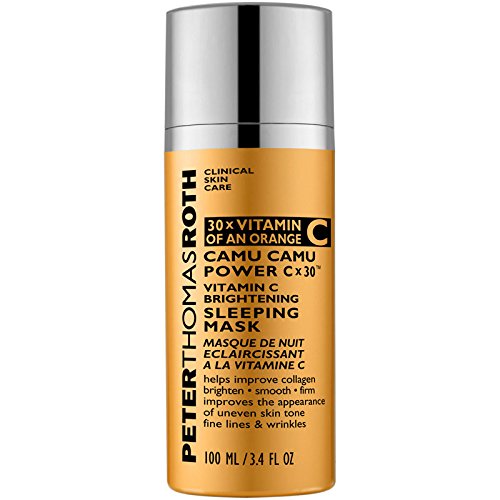 PETERTHOMASROTH
CLINICAL
SKIN
CARE
30 x VITAMIN C
OF AN ORANGE
CAMU CAMU
POWER C x 30™
VITAMIN C
BRIGHTENING
SLEEPING
MASK
MASQUE DE NUIT
ECLAIRCISSANT
A LA VITAMINE C
helps improve collagen
brighten • smooth • firm
improves the appearance
of uneven skin tone
fine lines & wrinkles
100 ML / 3.4 FL OZ